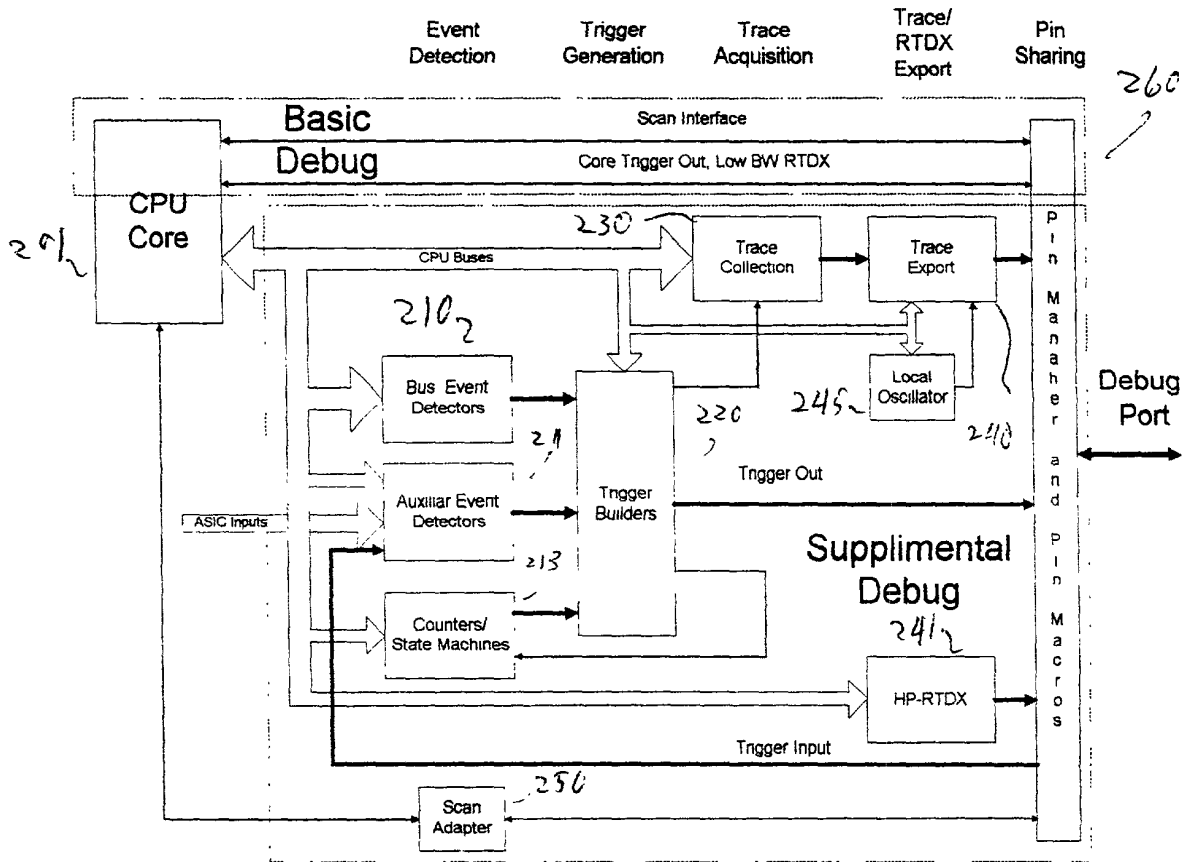 Event
Detection
Trigger
Generation
Trace
Acquisition
Trace/
RTDX
Export
Pin
Sharing
260
Basic
Debug
Scan Interface
Core Trigger Out, Low BW RTDX
CPU
Core
201
230
CPU Buses
Trace
Collection
Trace
Export
210
Bus Event
Detectors
220
245
Local
Oscillator
240
Pin Manaher and Pin Macros
Debug
Port
211
Trigger Out
ASIC Inputs
Auxiliar Event
Detectors
Trigger
Builders
Supplimental
Debug
213
Counters/
State Machines
241
HP-RTDX
Trigger Input
250
Scan
Adapter